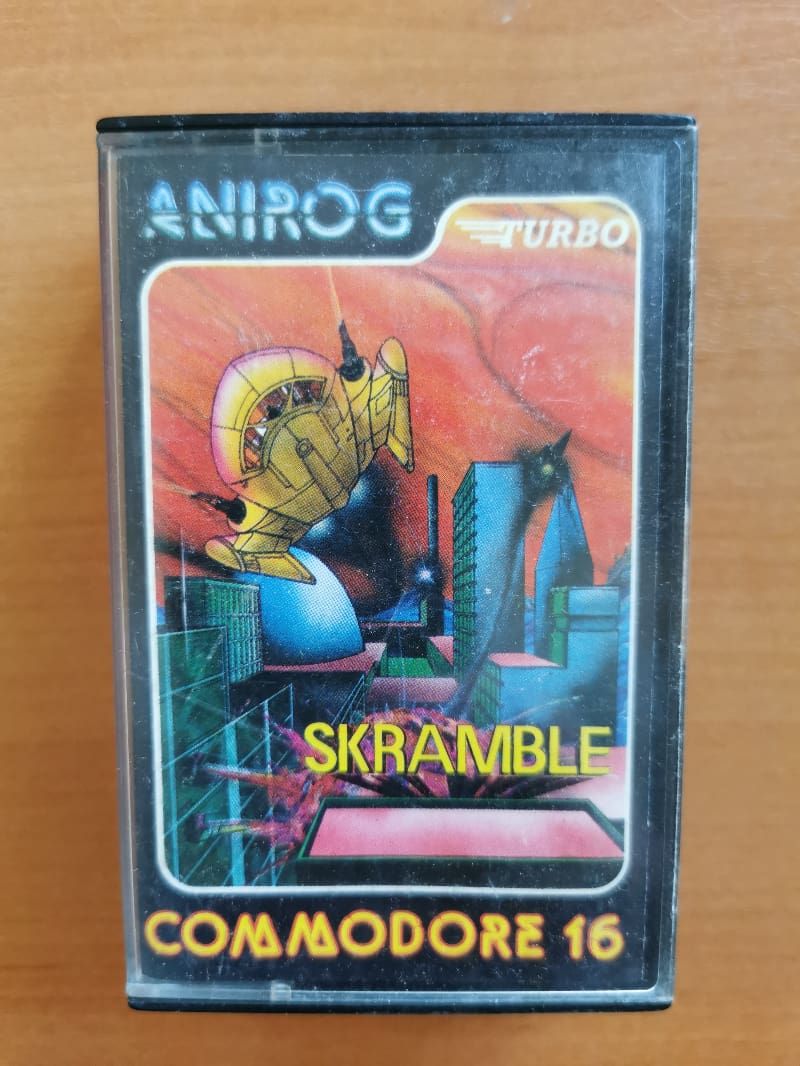 ANIROG
TURBO
SKRAMBLE
COMMODORE 16